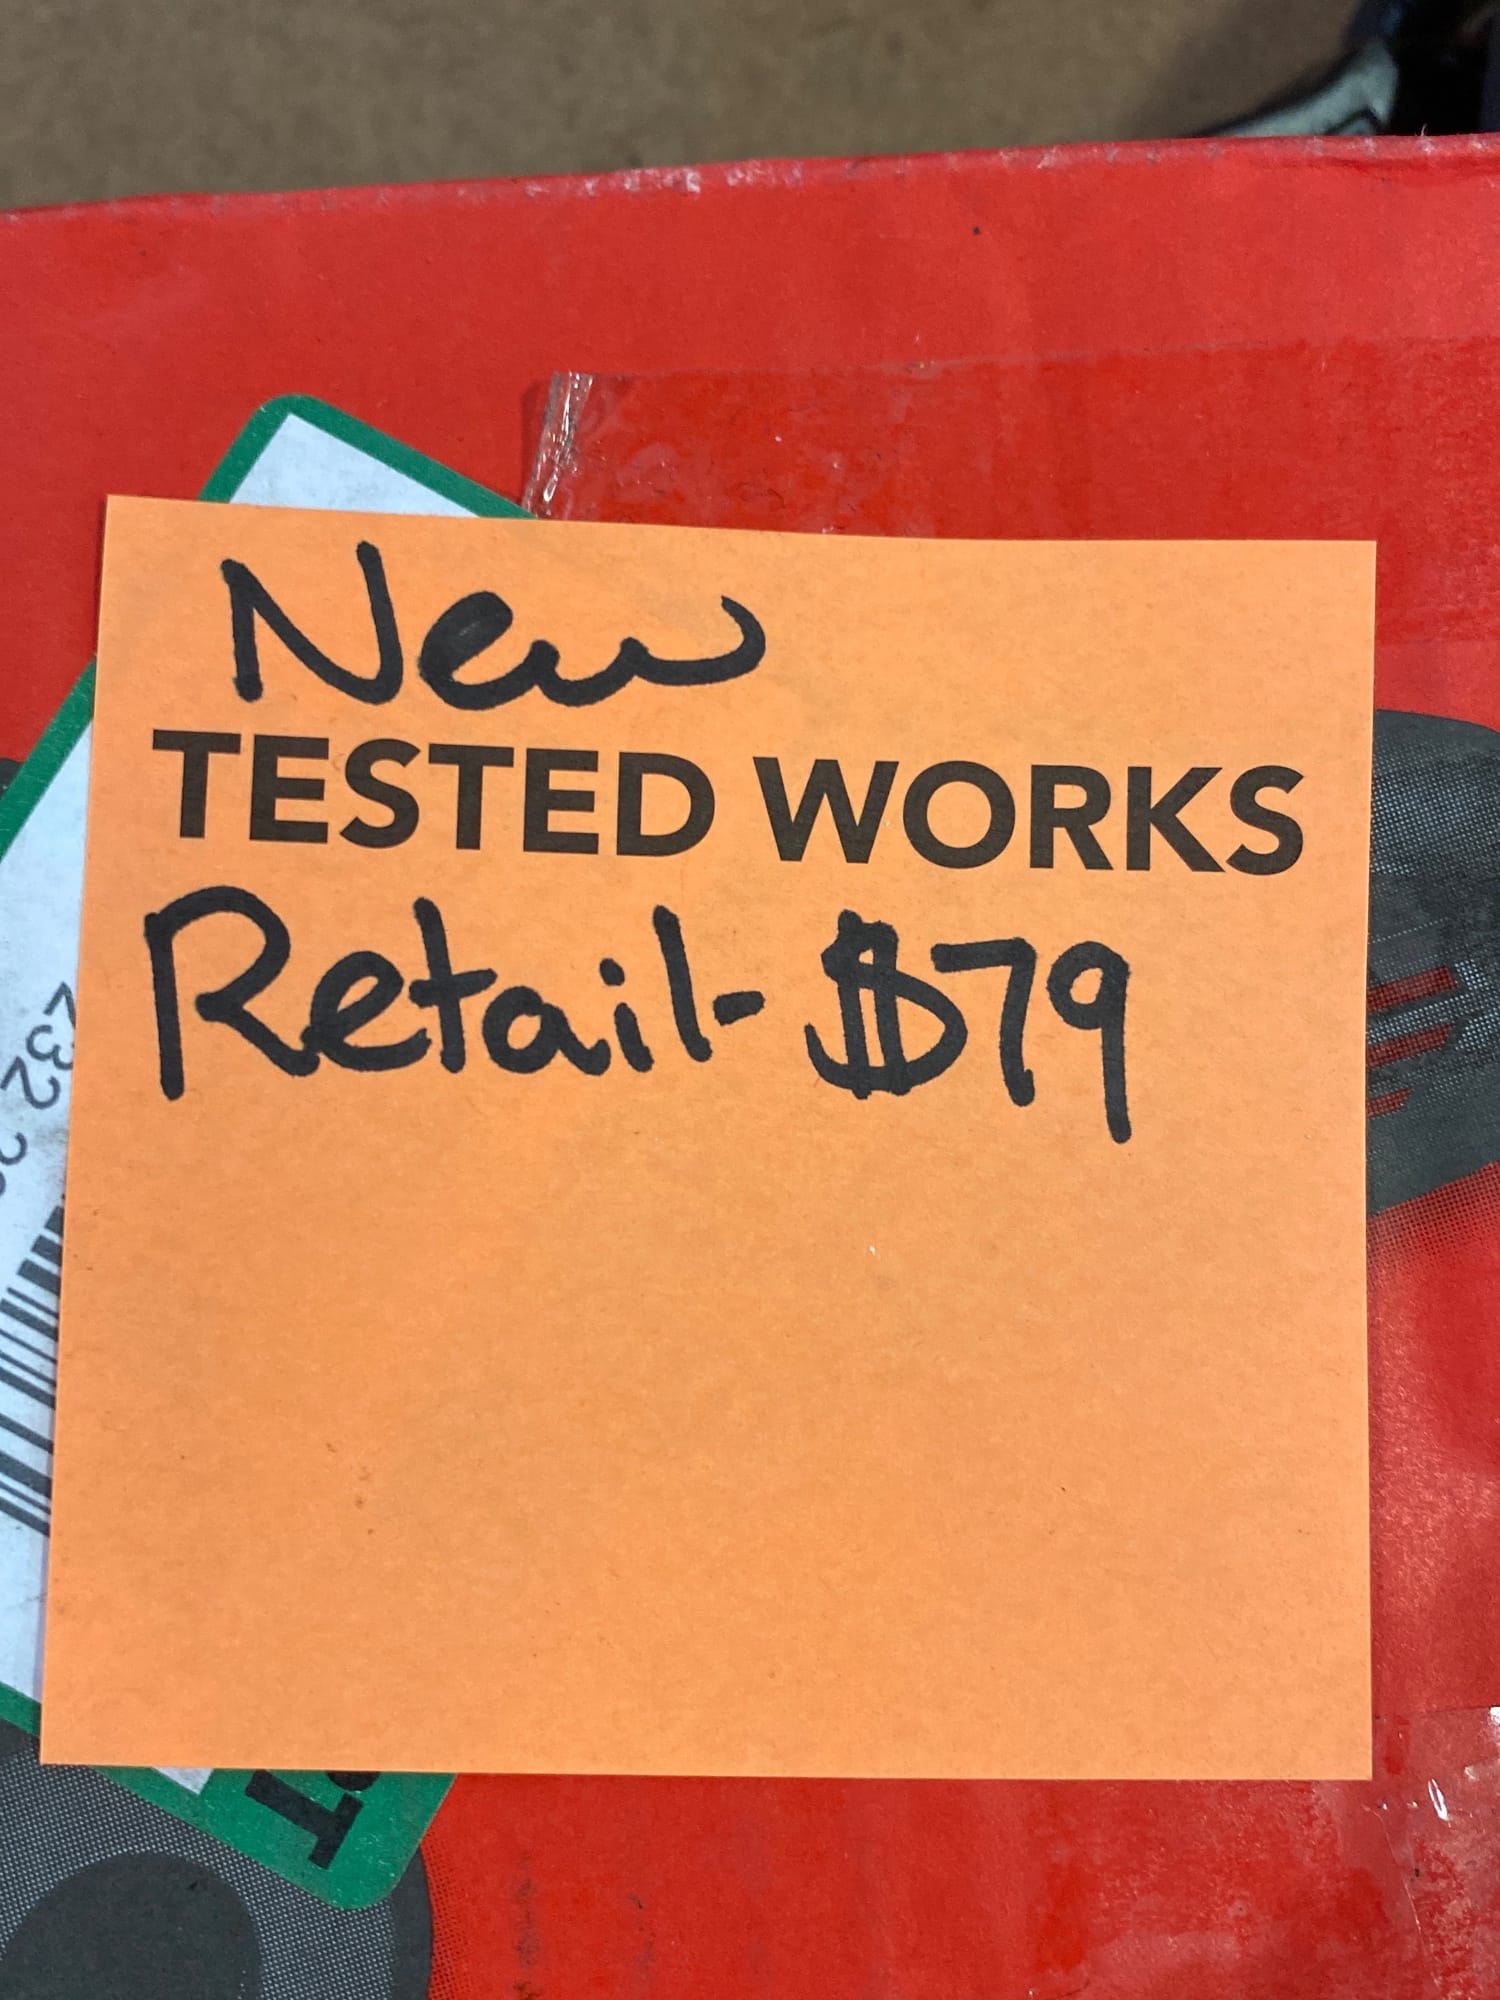 New
TESTED WORKS
Retail- $79